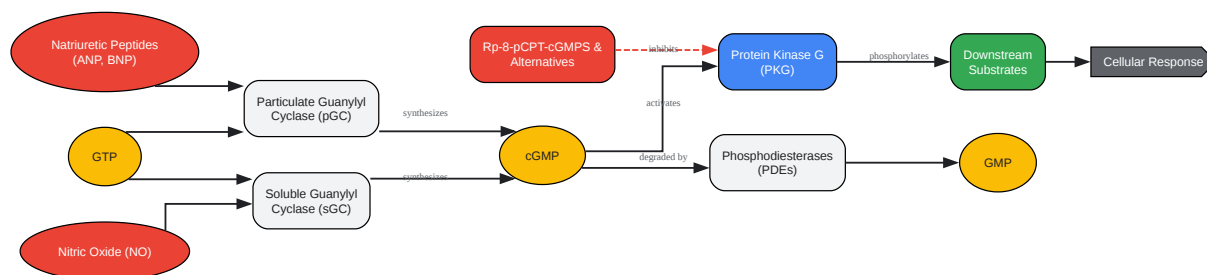 Natriuretic Peptides
(ANP, BNP)
Rp-8-pCPT-cGMPS &
Alternatives
inhibits
Protein Kinase G
(PKG)
phosphorylates
Downstream
Substrates
Cellular Response
Particulate Guanylyl
Cyclase (pGC)
synthesizes
activates
GTP
cGMP
degraded by
Phosphodiesterases
(PDEs)
GMP
Soluble Guanylyl
Cyclase (sGC)
synthesizes
Nitric Oxide (NO)